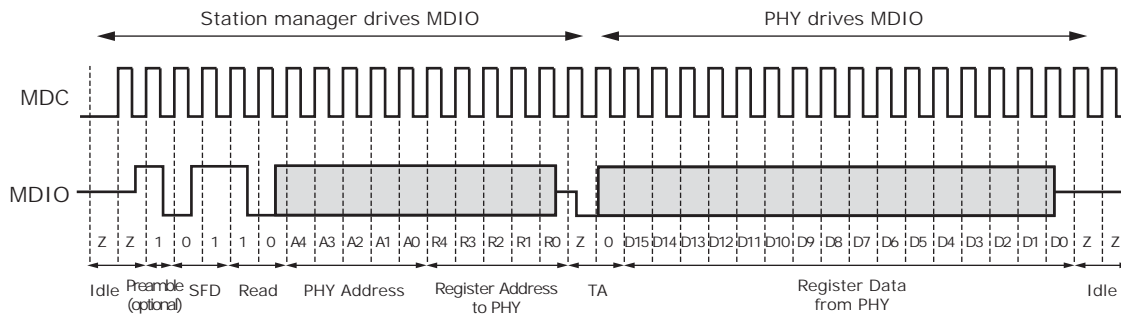 Station manager drives MDIO PHY drives MDIO
MDC
MDIO
Z Z 1 0 1 1 0 A4 A3 A2 A1 A0 R4 R3 R2 R1 R0 Z 0 D15 D14 D13 D12 D11 D10 D9 D8 D7 D6 D5 D4 D3 D2 D1 D0 Z Z
Idle Preamble (optional) SFD Read PHY Address Register Address to PHY TA Register Data from PHY Idle